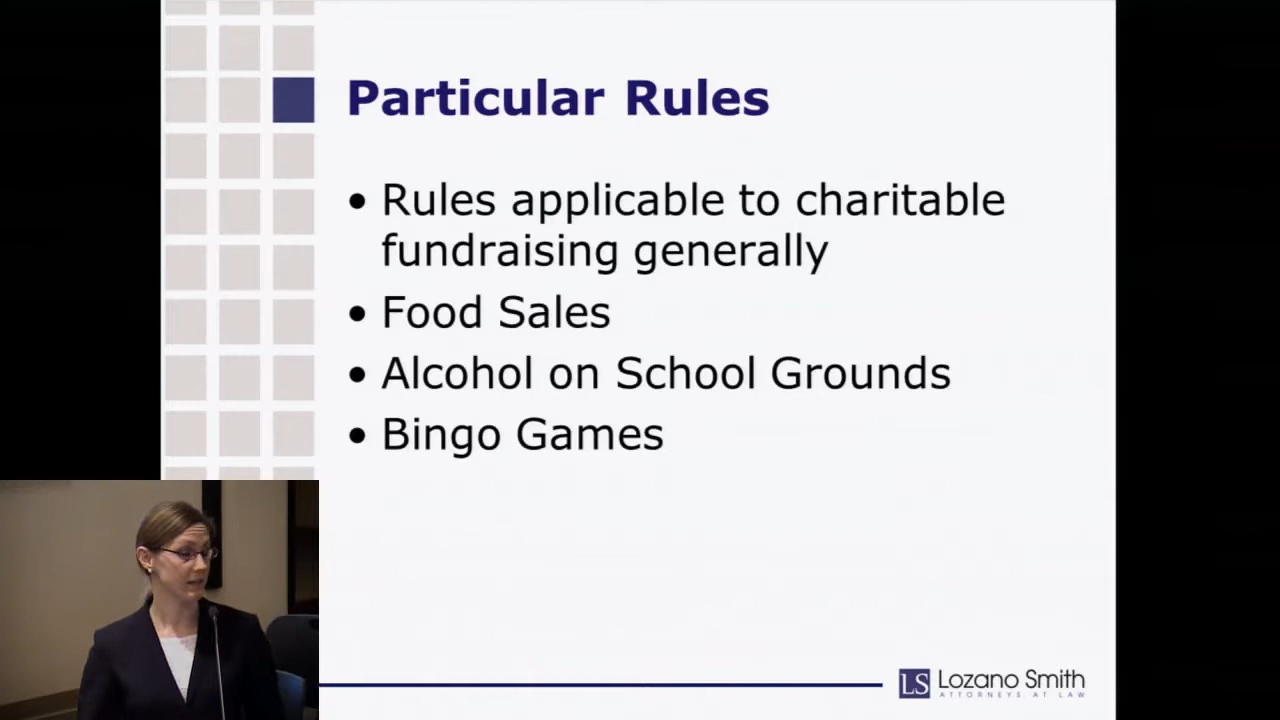 Particular Rules
• Rules applicable to charitable
fundraising generally
• Food Sales
• Alcohol on School Grounds
• Bingo Games
LS Lozano Smith
ATTORNEYS AT LAW